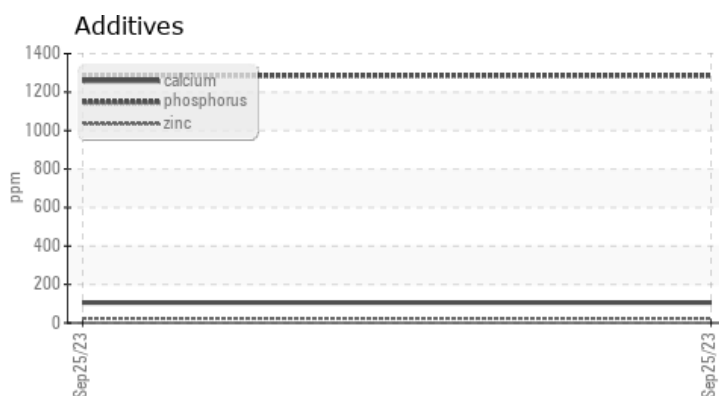 Additives
1400
1200
1000
800
600
400
200
0
ppm
calcium
phosphorus
zinc
Sep25/23
Sep25/23